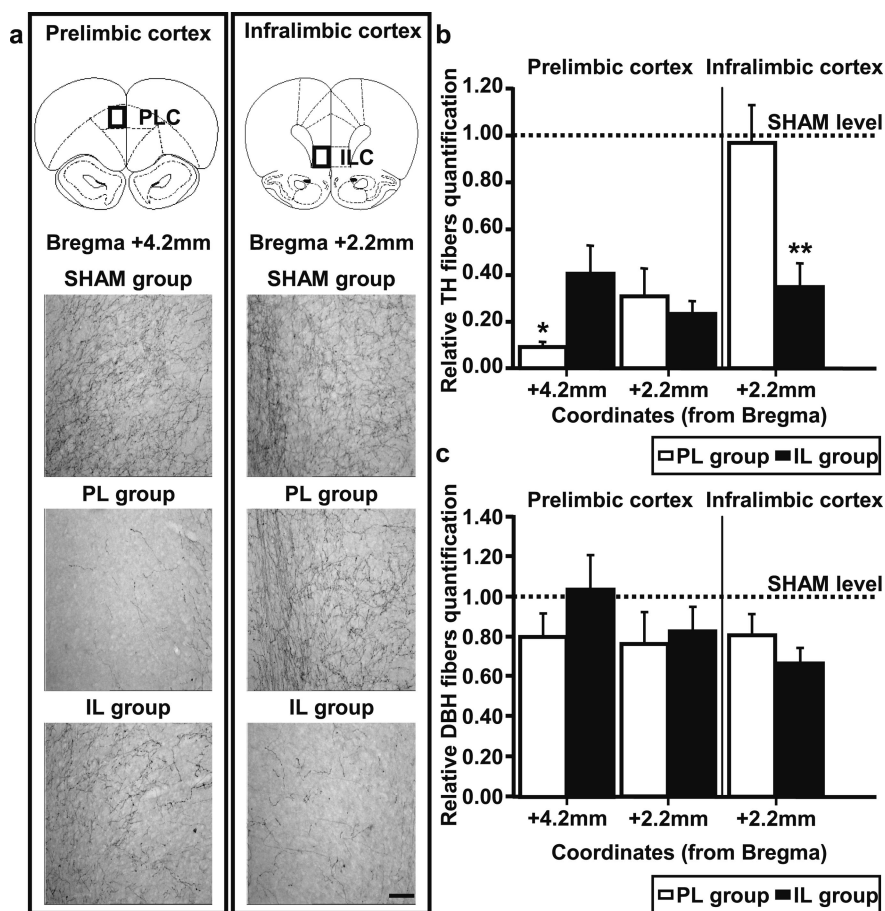 a
Prelimbic cortex
PLC
Bregma +4.2mm
SHAM group
PL group
IL group
Infralimbic cortex
ILC
Bregma +2.2mm
SHAM group
PL group
IL group
b
Prelimbic cortex Infralimbic cortex
Relative TH fibers quantification
1.20
1.00
0.80
0.60
0.40
0.20
0.00
SHAM level
*
**
+4.2mm +2.2mm +2.2mm
Coordinates (from Bregma)
PL group IL group
c
Prelimbic cortex Infralimbic cortex
Relative DBH fibers quantification
1.40
1.20
1.00
0.80
0.60
0.40
0.20
0.00
SHAM level
+4.2mm +2.2mm +2.2mm
Coordinates (from Bregma)
PL group IL group